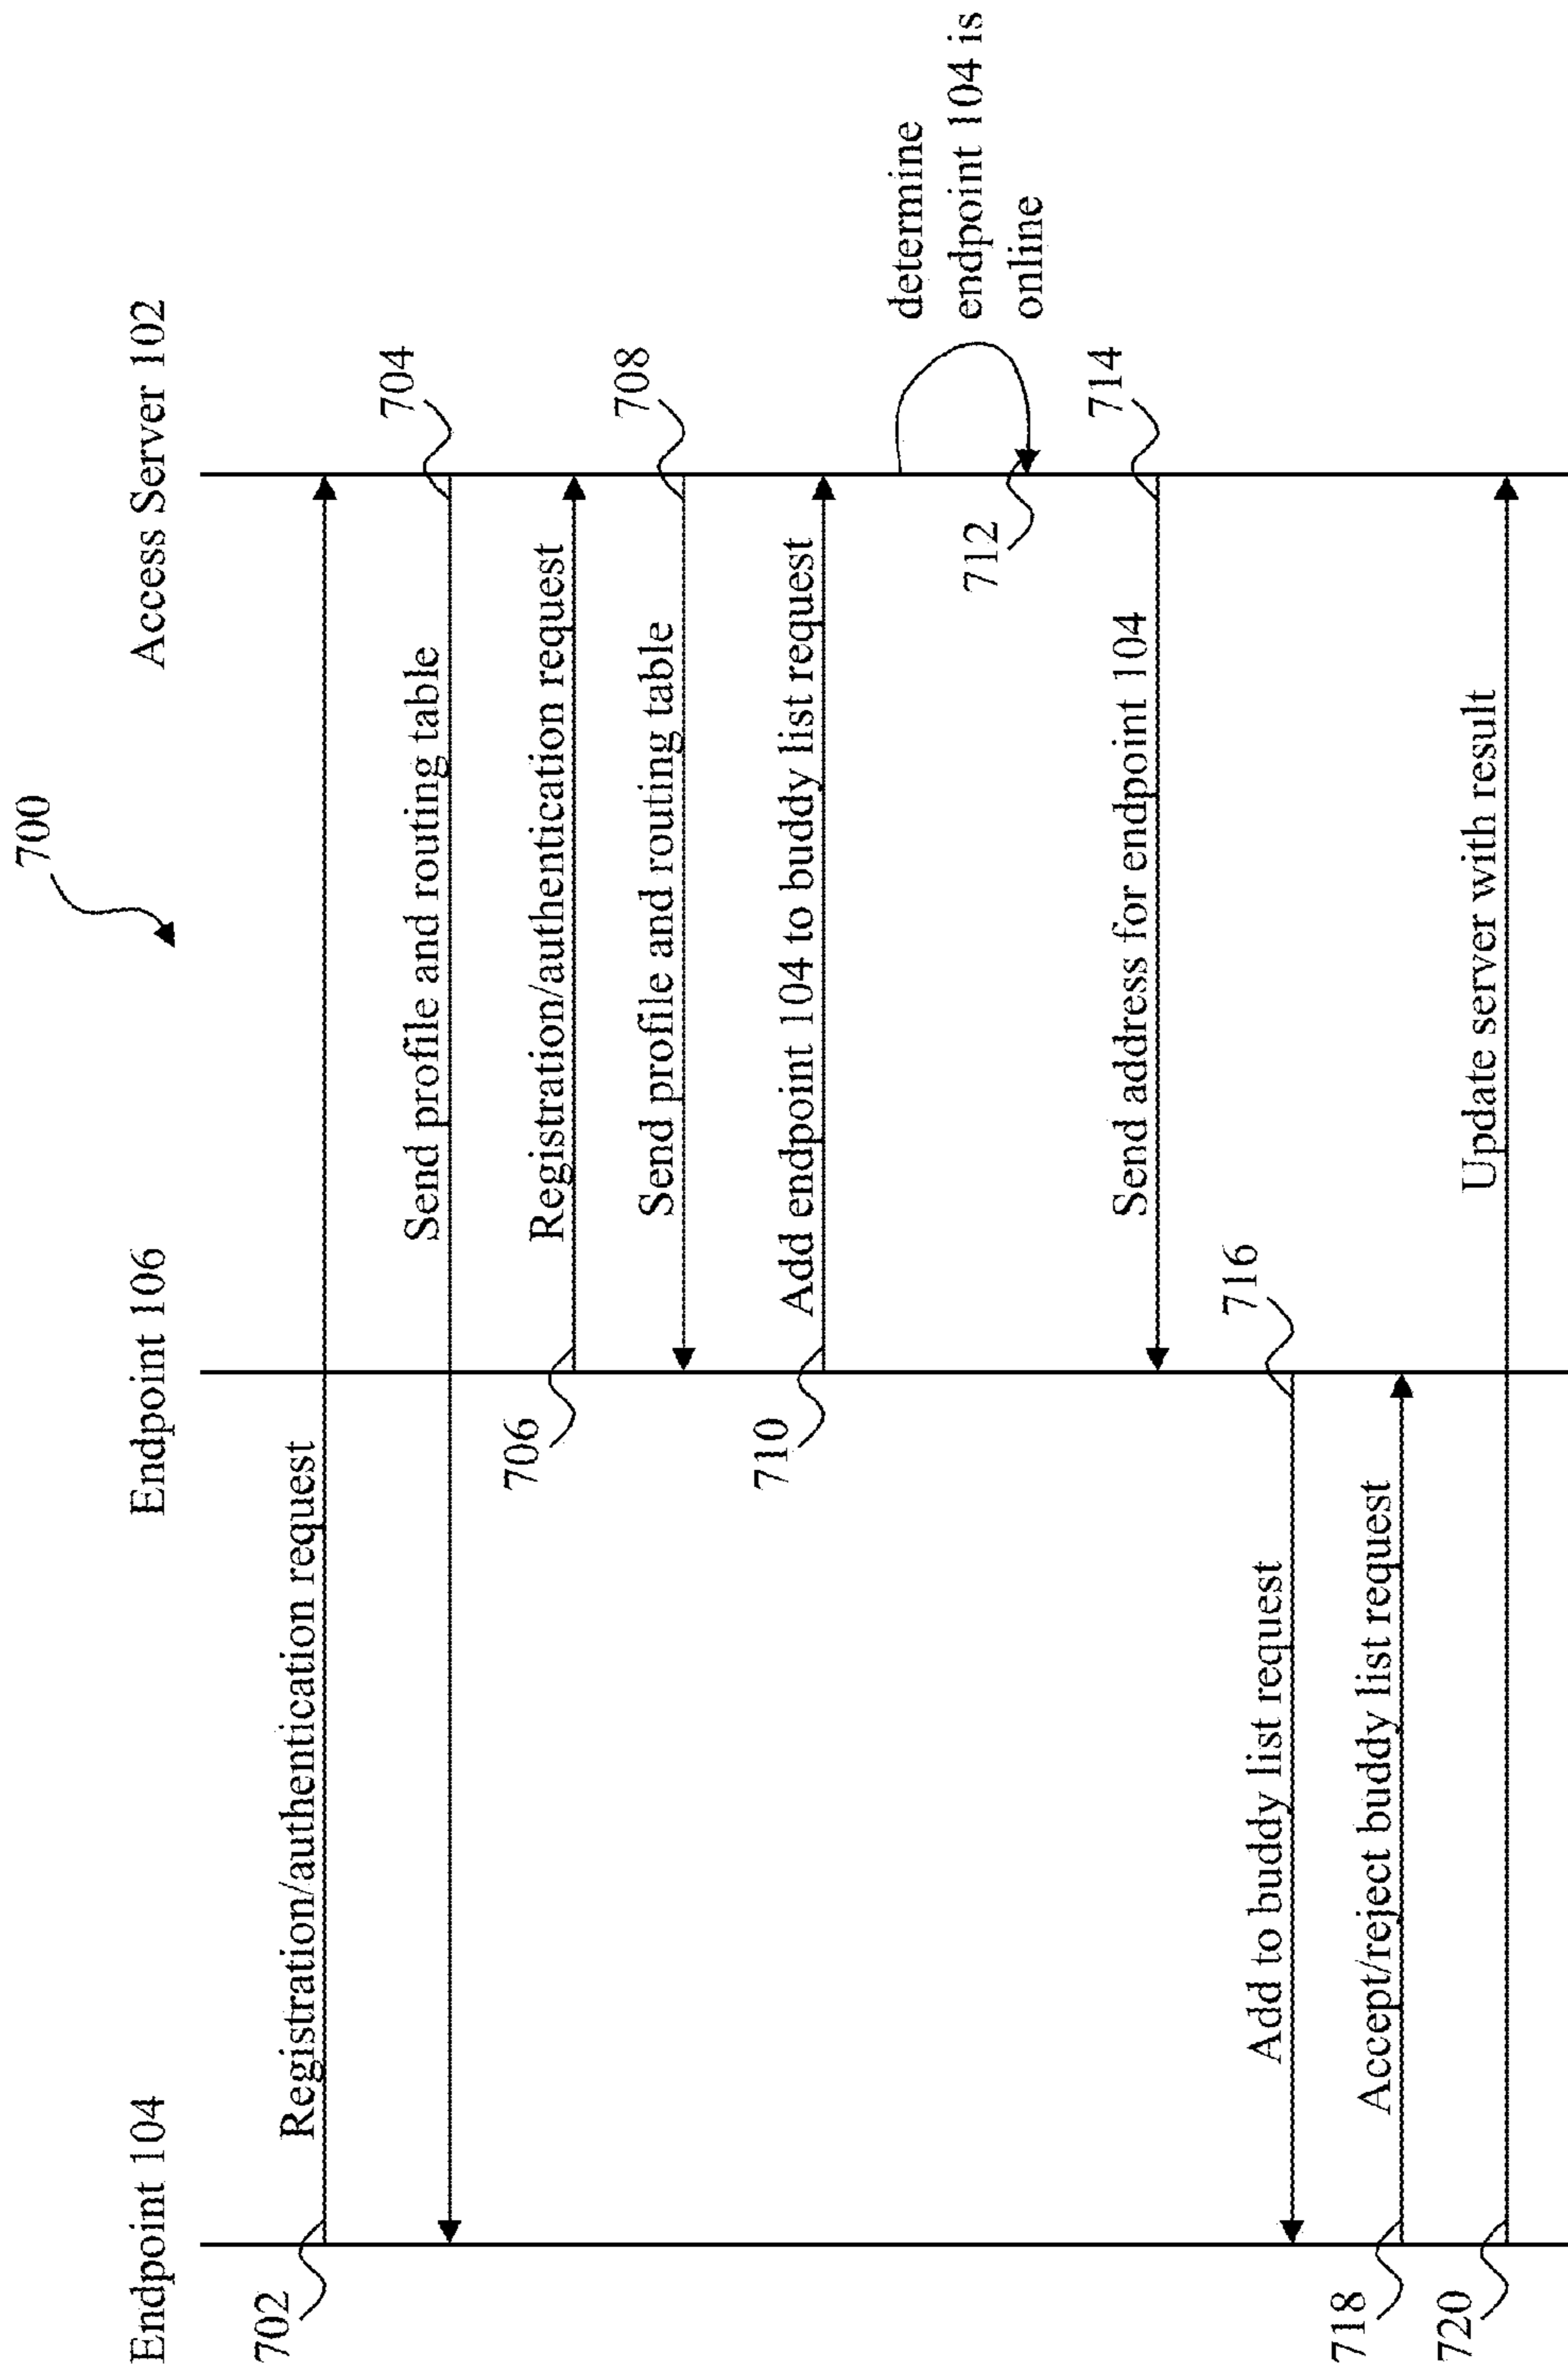 700
Endpoint 104
Endpoint 106
Access Server 102
702
Registration/authentication request
Send profile and routing table
704
706
Registration/authentication request
Send profile and routing table
708
710
Add endpoint 104 to buddy list request
determine
endpoint 104 is
online
712
Send address for endpoint 104
714
716
Add to buddy list request
718
Accept/reject buddy list request
720
Update server with result